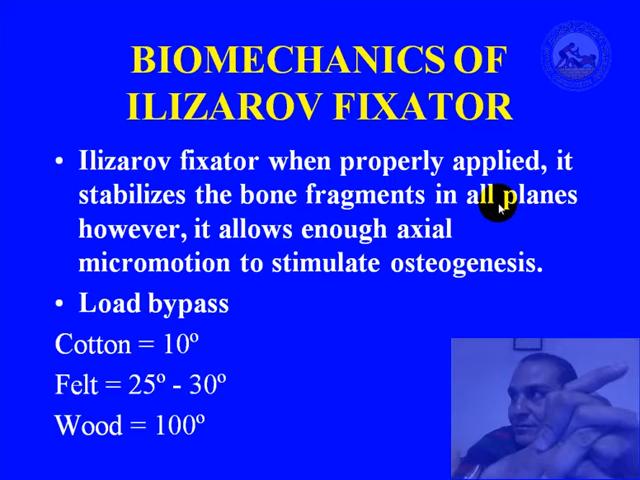 BIOMECHANICS OF
ILIZAROV FIXATOR
• Ilizarov fixator when properly applied, it
stabilizes the bone fragments in all planes
however, it allows enough axial
micromotion to stimulate osteogenesis.
• Load bypass
Cotton = 10º
Felt = 25º - 30º
Wood = 100º